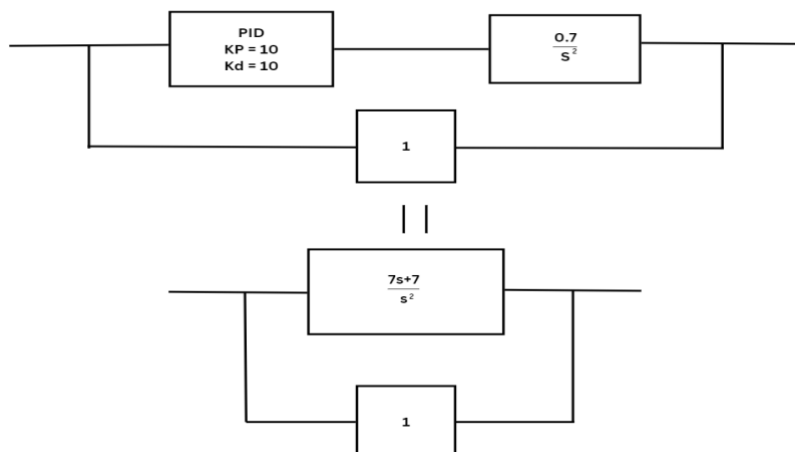 PID
KP = 10
Kd = 10
0.7
S²
1
7s+7
s²
1